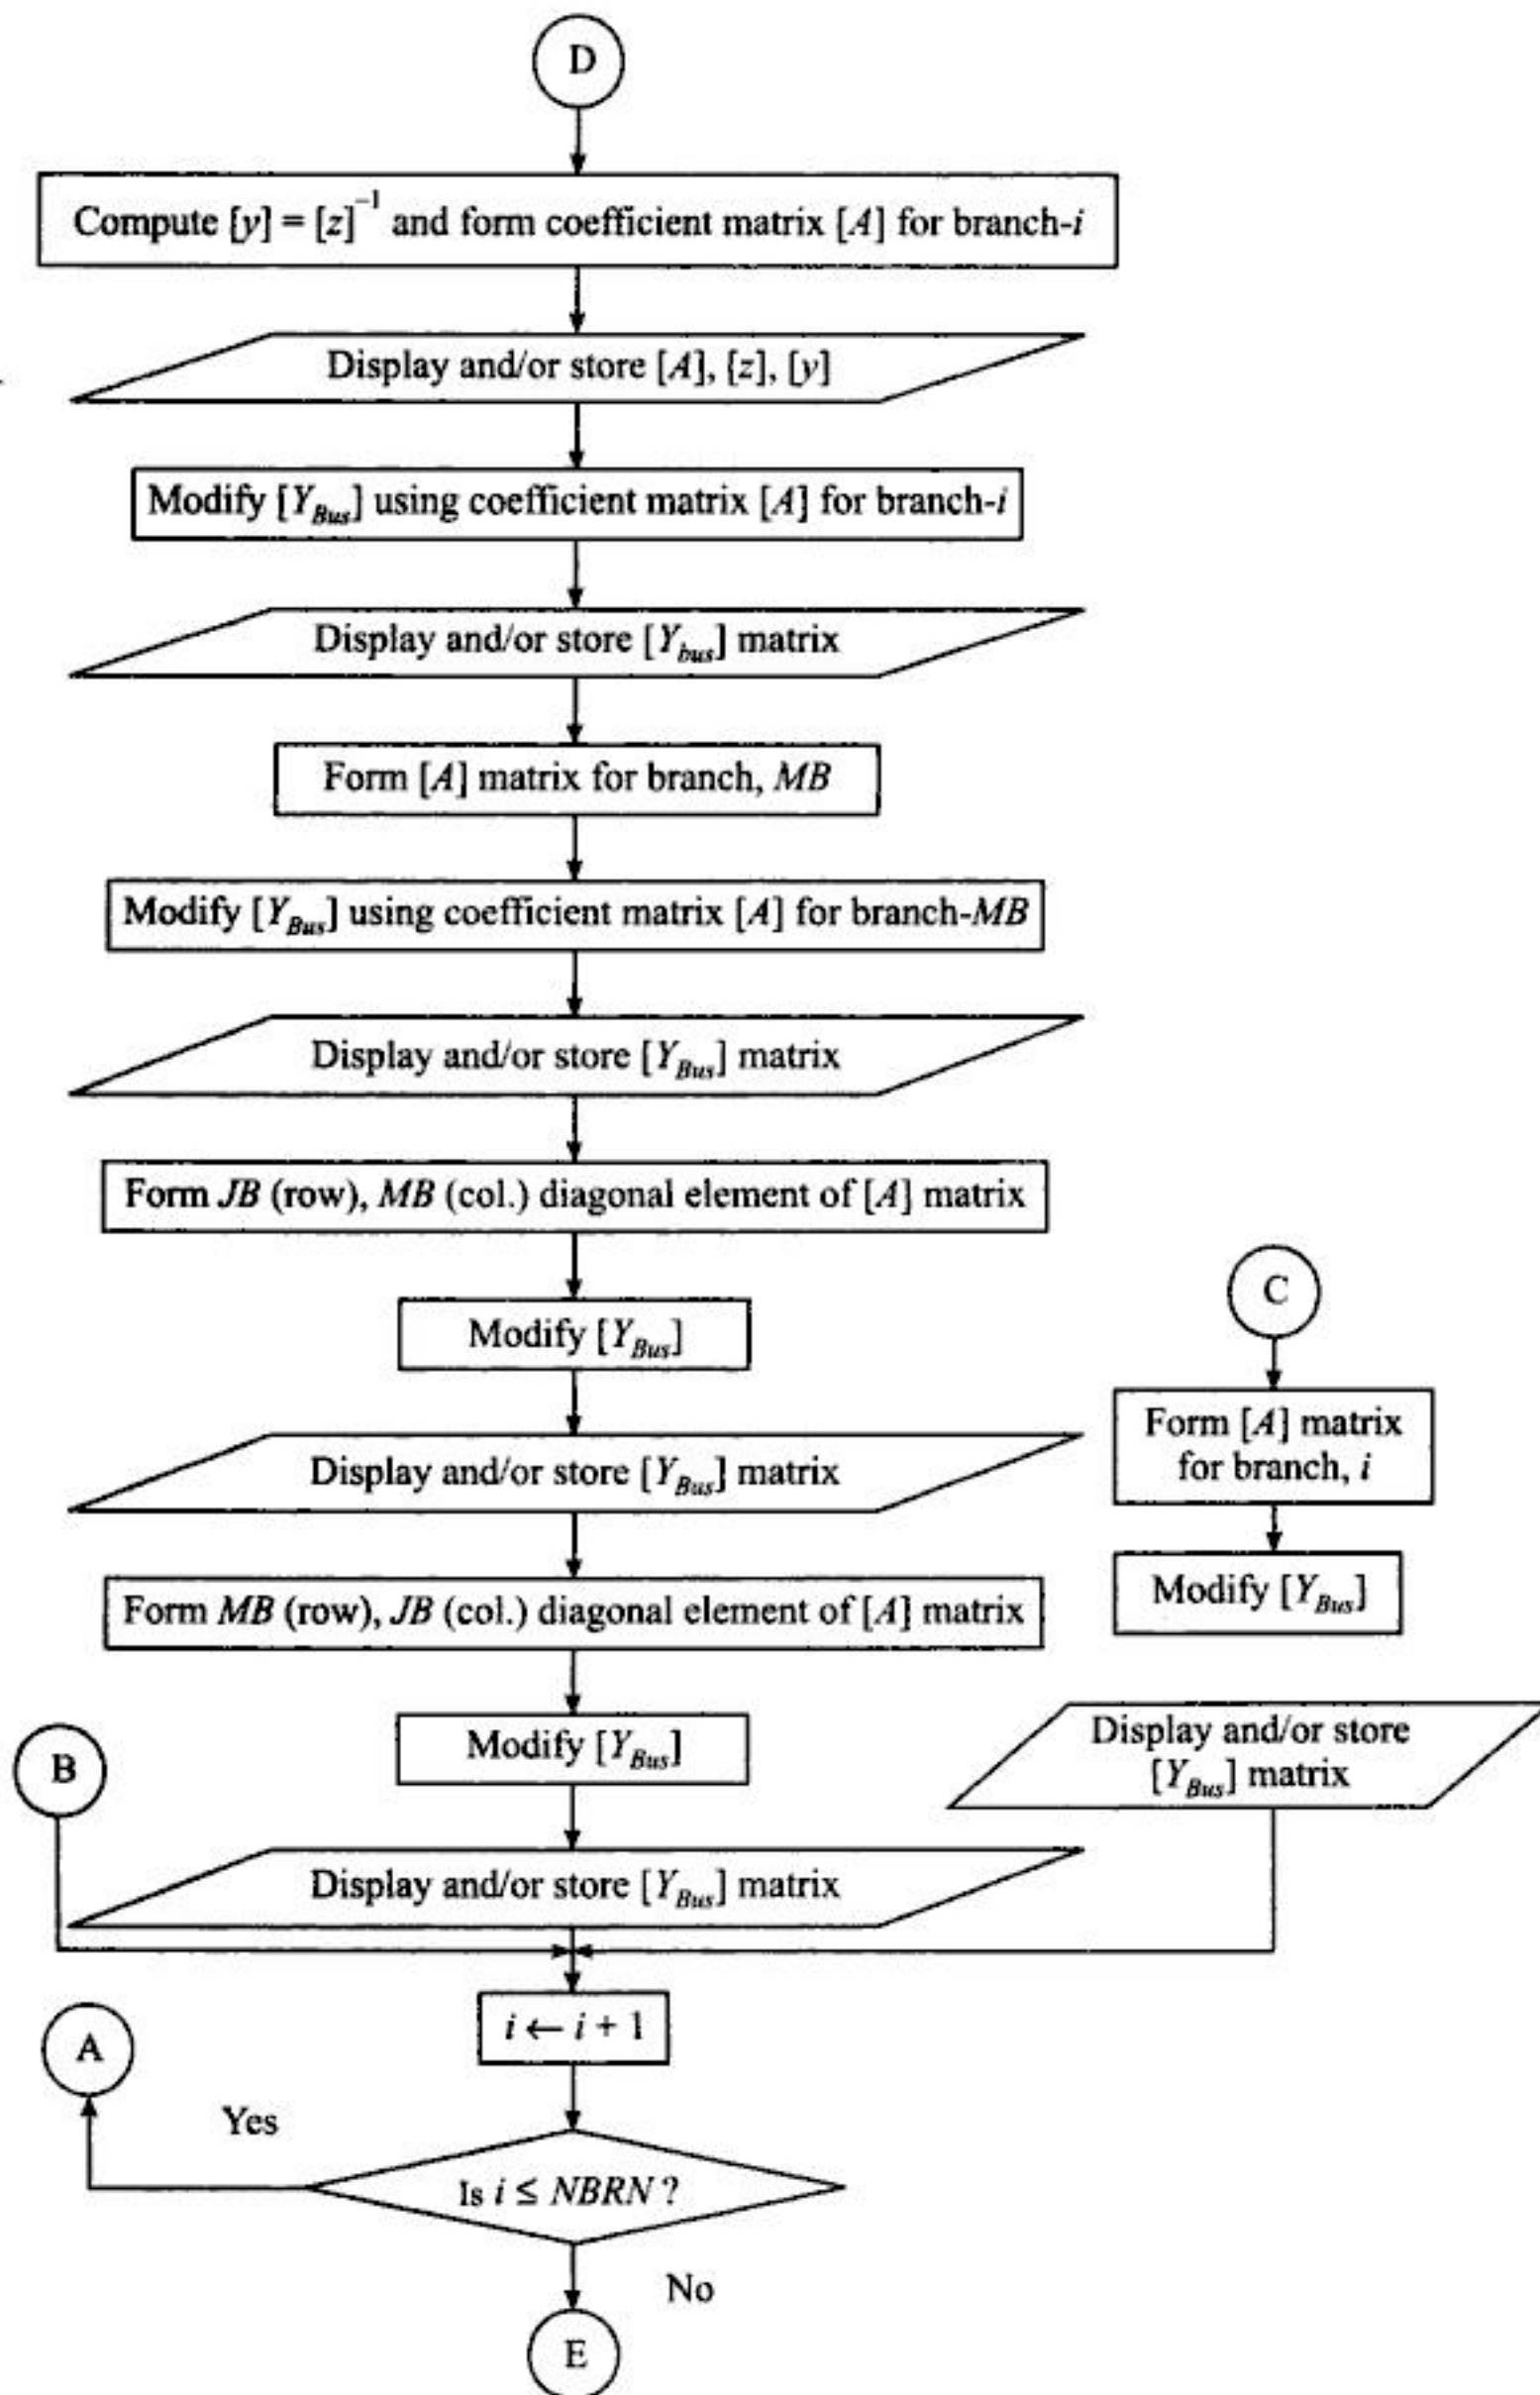 D
Compute [y] = [z]⁻¹ and form coefficient matrix [A] for branch-i
Display and/or store [A], {z], [y]
Modify [Y_Bus] using coefficient matrix [A] for branch-i
Display and/or store [Y_bus] matrix
Form [A] matrix for branch, MB
Modify [Y_Bus] using coefficient matrix [A] for branch-MB
Display and/or store [Y_Bus] matrix
Form JB (row), MB (col.) diagonal element of [A] matrix
Modify [Y_Bus]
Display and/or store [Y_Bus] matrix
Form MB (row), JB (col.) diagonal element of [A] matrix
Modify [Y_Bus]
Display and/or store [Y_Bus] matrix
C
Form [A] matrix
for branch, i
Modify [Y_Bus]
Display and/or store
[Y_Bus] matrix
B
i ← i + 1
A
Yes
Is i ≤ NBRN ?
No
E